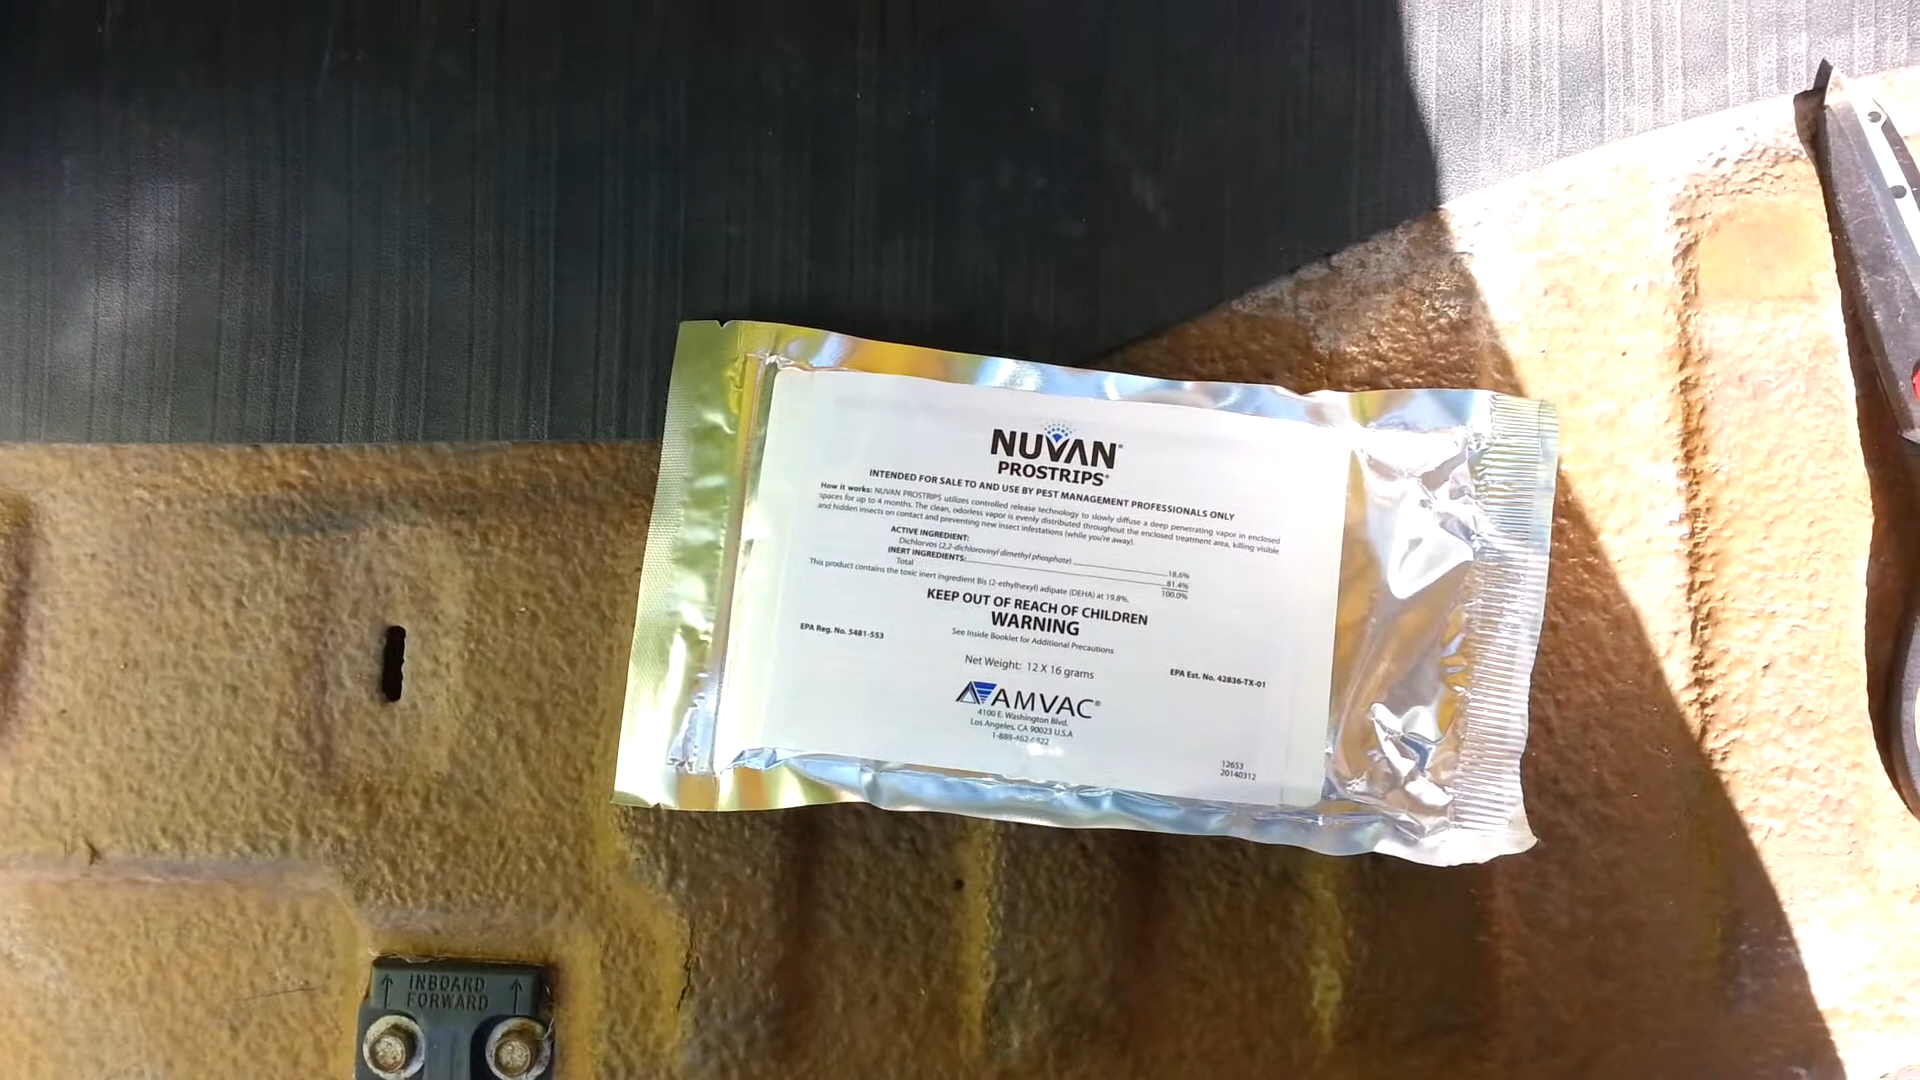 NUVAN®
PROSTRIPS®
INTENDED FOR SALE TO AND USE BY PEST MANAGEMENT PROFESSIONALS ONLY
How it works: NUVAN PROSTRIPS utilizes controlled release technology to slowly diffuse a deep penetrating vapor in enclosed
spaces for up to 4 months. The clean, odorless vapor is evenly distributed throughout the enclosed treatment area, killing visible
and hidden insects on contact and preventing new insect infestations (while you're away).
ACTIVE INGREDIENT:
Dichlorvos (2,2-dichlorovinyl dimethyl phosphate) 18.6%
INERT INGREDIENTS: 81.4%
Total 100.0%
This product contains the toxic inert ingredient Bis (2-ethylhexyl) adipate (DEHA) at 19.8%.
KEEP OUT OF REACH OF CHILDREN
WARNING
See Inside Booklet for Additional Precautions
EPA Reg. No. 5481-553
Net Weight: 12 X 16 grams
EPA Est. No. 42836-TX-01
AMVAC®
4100 E. Washington Blvd.
Los Angeles, CA 90023 U.S.A
12653
20140312
INBOARD
FORWARD